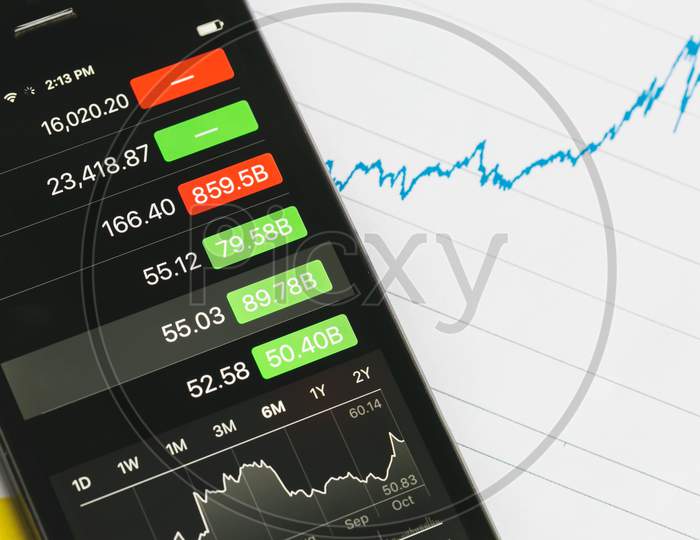 2:13 PM
16,020.20 —
23,418.87 —
166.40 859.5B
55.12 79.58B
55.03 89.78B
52.58 50.40B
1D 1W 1M 3M 6M 1Y 2Y
60.14
50.83
Sep Oct
Picxy